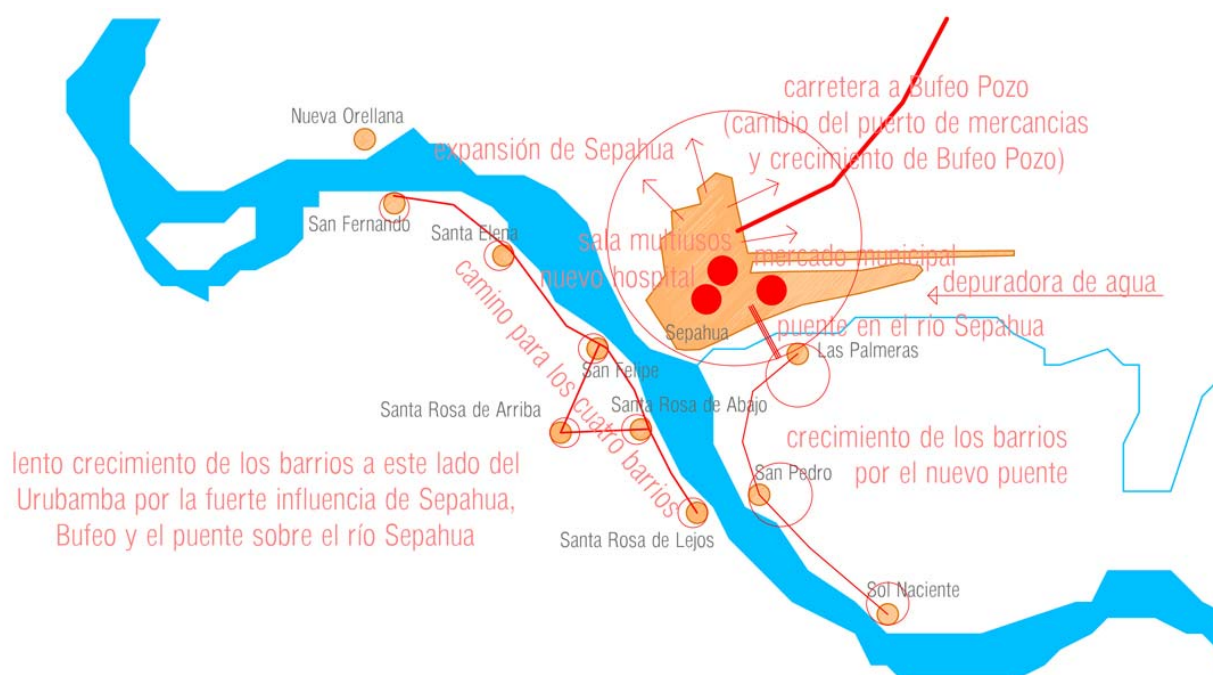 carretera a Bufeo Pozo
(cambio del puerto de mercancias
y crecimiento de Bufeo Pozo)
Nueva Orellana
expansión de Sepahua
San Fernando
Santa Elena
sala multiusos
nuevo hospital
mercado municipal
depuradora de agua
Sepahua
puente en el río Sepahua
Las Palmeras
camino para los cuatro barrios
San Felipe
Santa Rosa de Arriba
Santa Rosa de Abajo
crecimiento de los barrios
por el nuevo puente
lento crecimiento de los barrios a este lado del
Urubamba por la fuerte influencia de Sepahua,
Bufeo y el puente sobre el río Sepahua
San Pedro
Santa Rosa de Lejos
Sol Naciente